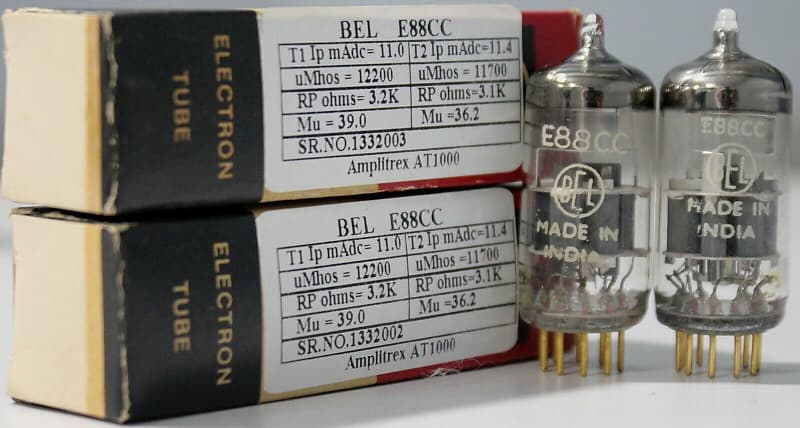 ELECTRON
TUBE
BEL E88CC
T1 Ip mAdc= 11.0 T2 Ip mAdc=11.4
uMhos = 12200 uMhos = 11700
RP ohms= 3.2K RP ohms=3.1K
Mu = 39.0 Mu =36.2
SR.NO.1332003
Amplitrex AT1000
ELECTRON
TUBE
BEL E88CC
T1 Ip mAdc= 11.0 T2 Ip mAdc=11.4
uMhos = 12200 uMhos =11700
RP ohms= 3.2K RP ohms=3.1K
Mu = 39.0 Mu =36.2
SR.NO.1332002
Amplitrex AT1000
E88CC
BEL
MADE IN
INDIA
E88CC
BEL
MADE IN
INDIA